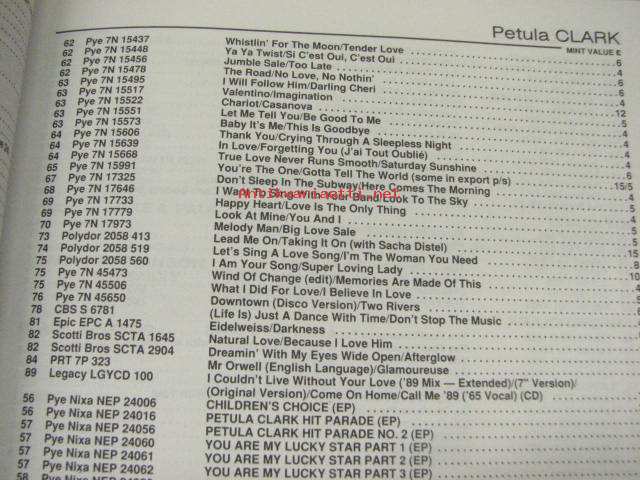 Petula CLARK
MINT VALUE £
62 Pye 7N 15437 Whistlin' For The Moon/Tender Love 6
62 Pye 7N 15448 Ya Ya Twist/Si C'est Oui, C'est Oui 4
62 Pye 7N 15456 Jumble Sale/Too Late 6
62 Pye 7N 15478 The Road/No Love, No Nothin' 6
63 Pye 7N 15495 I Will Follow Him/Darling Cheri 4
63 Pye 7N 15517 Valentino/Imagination
63 Pye 7N 15522 Chariot/Casanova
63 Pye 7N 15551 Let Me Tell You/Be Good To Me
63 Pye 7N 15573 Baby It's Me/This Is Goodbye
64 Pye 7N 15606 Thank You/Crying Through A Sleepless Night
64 Pye 7N 15639 In Love/Forgetting You (J'ai Tout Oublié)
64 Pye 7N 15668 True Love Never Runs Smooth/Saturday Sunshine
65 Pye 7N 15991 You're The One/Gotta Tell The World (some in export p/s)
67 Pye 7N 17325 Don't Sleep In The Subway/Here Comes The Morning
68 Pye 7N 17646 I Want To Sing With Your Band/Look To The Sky
69 Pye 7N 17733 Happy Heart/Love Is The Only Thing
69 Pye 7N 17779 Look At Mine/You And I
70 Pye 7N 17973 Melody Man/Big Love Sale
73 Polydor 2058 413 Lead Me On/Taking It On (with Sacha Distel)
74 Polydor 2058 519 Let's Sing A Love Song/I'm The Woman You Need
75 Polydor 2058 560 I Am Your Song/Super Loving Lady
75 Pye 7N 45473 Wind Of Change (edit)/Memories Are Made Of This
75 Pye 7N 45506 What I Did For Love/I Believe In Love
76 Pye 7N 45650 Downtown (Disco Version)/Two Rivers
78 CBS S 6781 (Life Is) Just A Dance With Time/Don't Stop The Music
81 Epic EPC A 1475 Eidelweiss/Darkness
82 Scotti Bros SCTA 1645 Natural Love/Because I Love Him
82 Scotti Bros SCTA 2904 Dreamin' With My Eyes Wide Open/Afterglow
84 PRT 7P 323 Mr Orwell (English Language)/Glamoureuse
89 Legacy LGYCD 100 I Couldn't Live Without Your Love ('89 Mix — Extended)/(7" Version)/
(Original Version)/Come On Home/Call Me '89 ('65 Vocal) (CD)
56 Pye Nixa NEP 24006 CHILDREN'S CHOICE (EP)
56 Pye Nixa NEP 24016 PETULA CLARK HIT PARADE (EP)
57 Pye Nixa NEP 24056 PETULA CLARK HIT PARADE NO. 2 (EP)
57 Pye Nixa NEP 24060 YOU ARE MY LUCKY STAR PART 1 (EP)
57 Pye Nixa NEP 24061 YOU ARE MY LUCKY STAR PART 2 (EP)
57 Pye Nixa NEP 24062 YOU ARE MY LUCKY STAR PART 3 (EP)